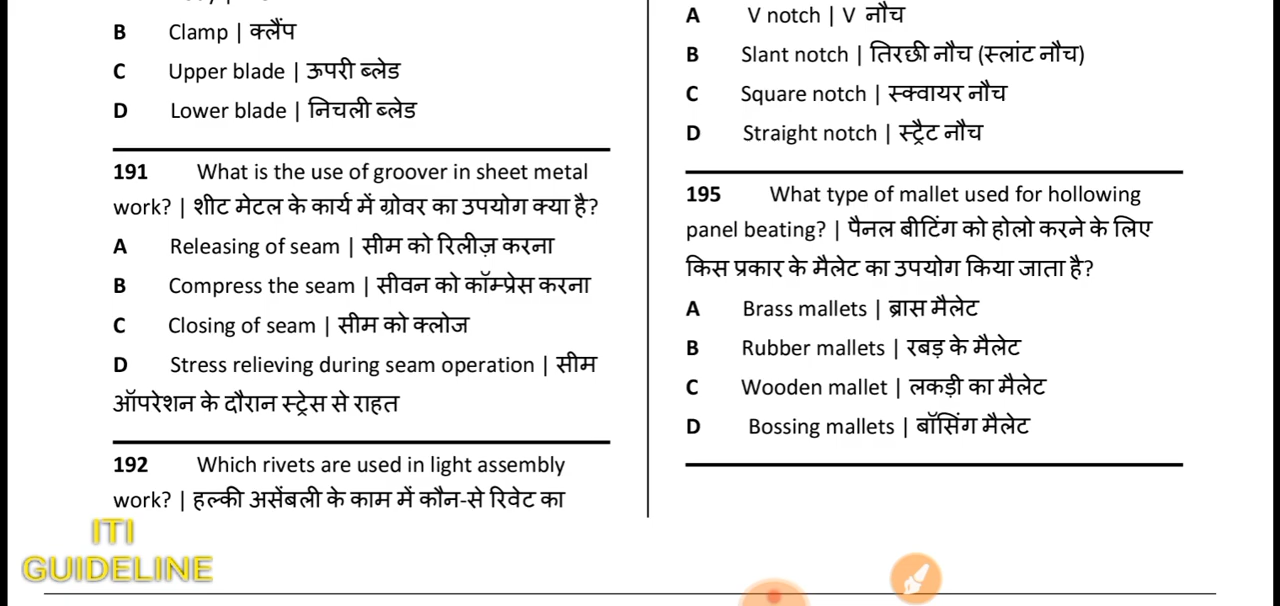 B Clamp | क्लैंप
C Upper blade | ऊपरी ब्लेड
D Lower blade | निचली ब्लेड
191 What is the use of groover in sheet metal
work? | शीट मेटल के कार्य में ग्रोवर का उपयोग क्या है?
A Releasing of seam | सीम को रिलीज़ करना
B Compress the seam | सीवन को कॉम्प्रेस करना
C Closing of seam | सीम को क्लोज
D Stress relieving during seam operation | सीम
ऑपरेशन के दौरान स्ट्रेस से राहत
192 Which rivets are used in light assembly
work? | हल्की असेंबली के काम में कौन-से रिवेट का
A V notch | V नौच
B Slant notch | तिरछी नौच (स्लांट नौच)
C Square notch | स्क्वायर नौच
D Straight notch | स्ट्रैट नौच
195 What type of mallet used for hollowing
panel beating? | पैनल बीटिंग को होलो करने के लिए
किस प्रकार के मैलेट का उपयोग किया जाता है?
A Brass mallets | ब्रास मैलेट
B Rubber mallets | रबड़ के मैलेट
C Wooden mallet | लकड़ी का मैलेट
D Bossing mallets | बॉसिंग मैलेट
ITI
GUIDELINE